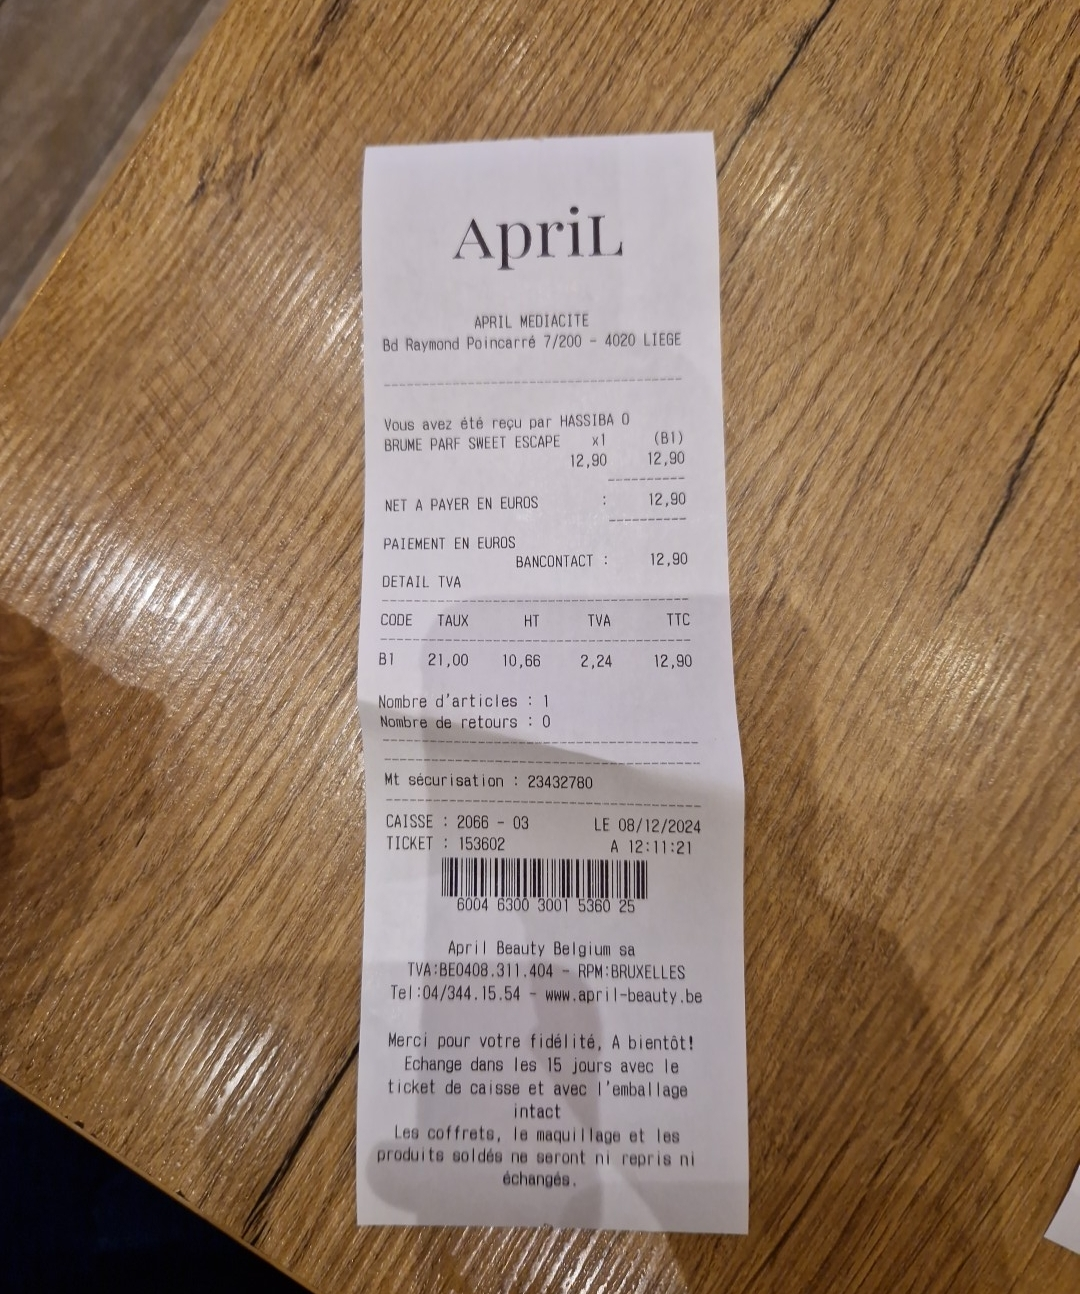 ApriL
APRIL MEDIACITE
Bd Raymond Poincarré 7/200 - 4020 LIEGE
Vous avez été reçu par HASSIBA O
BRUME PARF SWEET ESCAPE x1 (B1)
12,90 12,90
NET A PAYER EN EUROS : 12,90
PAIEMENT EN EUROS
BANCONTACT : 12,90
DETAIL TVA
CODE TAUX HT TVA TTC
B1 21,00 10,66 2,24 12,90
Nombre d'articles : 1
Nombre de retours : 0
Mt sécurisation : 23432780
CAISSE : 2066 - 03 LE 08/12/2024
TICKET : 153602 A 12:11:21
6004 6300 3001 5360 25
April Beauty Belgium sa
TVA:BE0408.311.404 - RPM:BRUXELLES
Tel:04/344.15.54 - www.april-beauty.be
Merci pour votre fidélité, A bientôt!
Echange dans les 15 jours avec le
ticket de caisse et avec l'emballage
intact
Les coffrets, le maquillage et les
produits soldés ne seront ni repris ni
échangés.